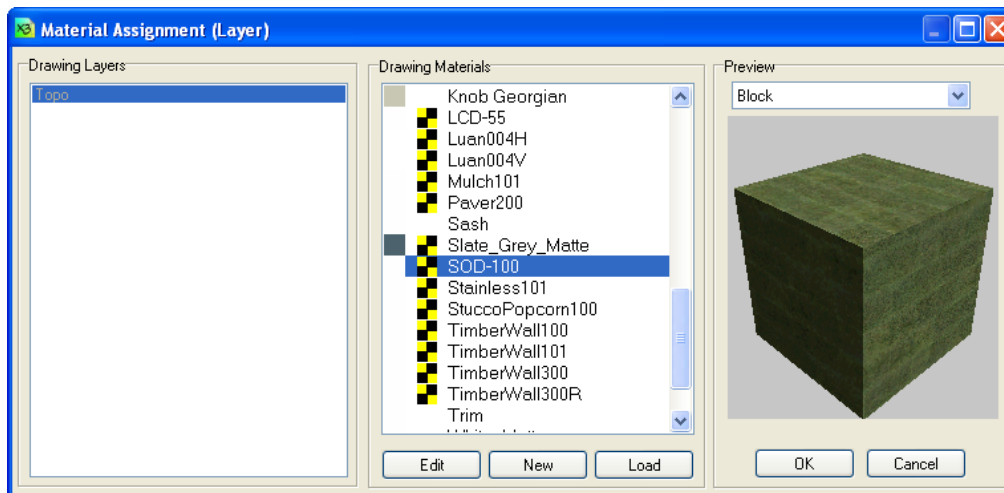 X3 Material Assignment (Layer)
Drawing Layers
Topo
Drawing Materials
Knob Georgian
LCD-55
Luan004H
Luan004V
Mulch101
Paver200
Sash
Slate_Grey_Matte
SOD-100
Stainless101
StuccoPopcorn100
TimberWall100
TimberWall101
TimberWall300
TimberWall300R
Trim
Edit New Load
Preview
Block
OK Cancel